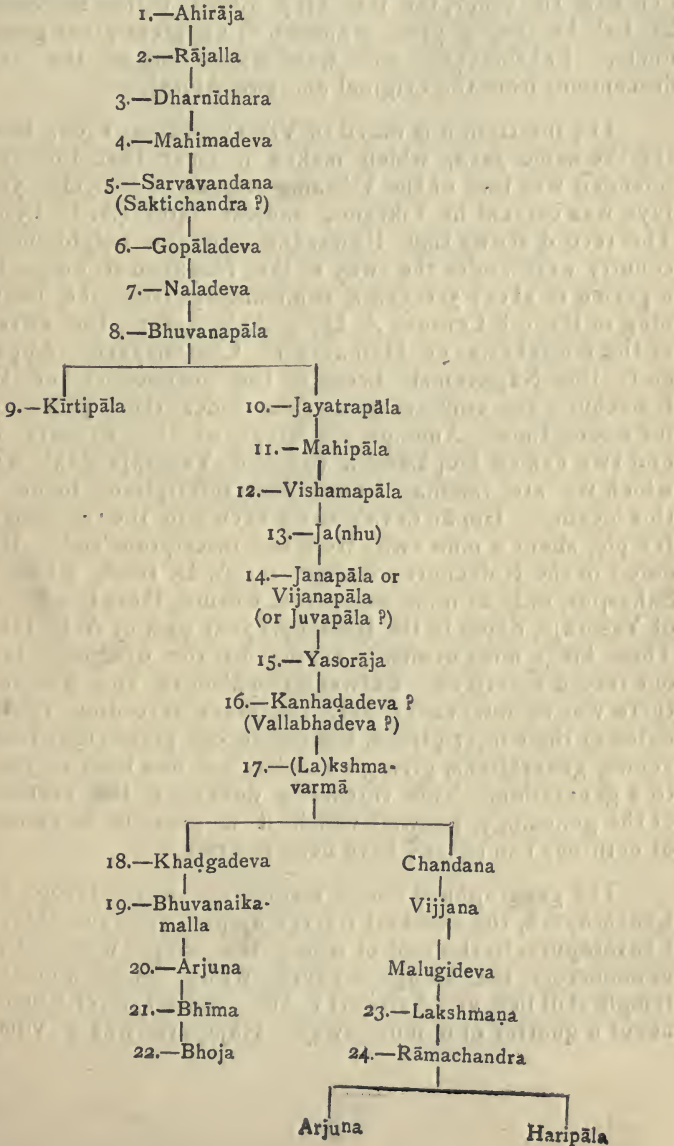 1.—Ahirāja
2.—Rājalla
3.—Dharnīdhara
4.—Mahimadeva
5.—Sarvavandana
(Saktichandra ?)
6.—Gopāladeva
7.—Naladeva
8.—Bhuvanapāla
9.—Kīrtipāla 10.—Jayatrapāla
11.—Mahipāla
12.—Vishamapāla
13.—Ja(nhu)
14.—Janapāla or
Vijanapāla
(or Juvapāla ?)
15.—Yasorāja
16.—Kanhaḍadeva ?
(Vallabhadeva ?)
17.—(La)kshma-
varmā
18.—Khaḍgadeva Chandana
19.—Bhuvanaika- Vijjana
malla
20.—Arjuna Malugideva
21.—Bhīma 23.—Lakshmaṇa
22.—Bhoja 24.—Rāmachandra
Arjuna Haripāla